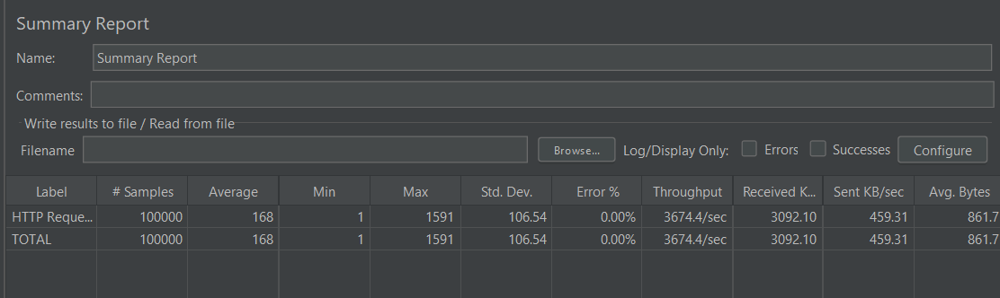 Summary Report
Name: Summary Report
Comments:
Write results to file / Read from file
Filename Browse... Log/Display Only: Errors Successes Configure
Label # Samples Average Min Max Std. Dev. Error % Throughput Received K... Sent KB/sec Avg. Bytes
HTTP Reque... 100000 168 1 1591 106.54 0.00% 3674.4/sec 3092.10 459.31 861.7
TOTAL 100000 168 1 1591 106.54 0.00% 3674.4/sec 3092.10 459.31 861.7